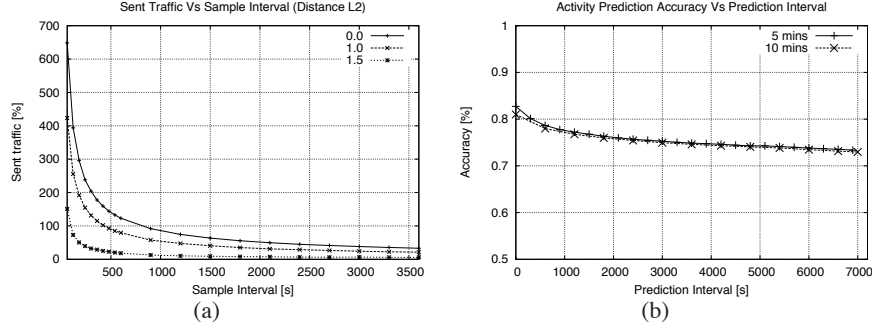 Sent Traffic Vs Sample Interval (Distance L2)
700
600
500
400
300
200
100
0
Sent traffic [%]
0.0
1.0
1.5
500 1000 1500 2000 2500 3000 3500
Sample Interval [s]
(a)
Activity Prediction Accuracy Vs Prediction Interval
1
0.9
0.8
0.7
0.6
0.5
Accuracy [%]
5 mins
10 mins
0 1000 2000 3000 4000 5000 6000 7000
Prediction Interval [s]
(b)